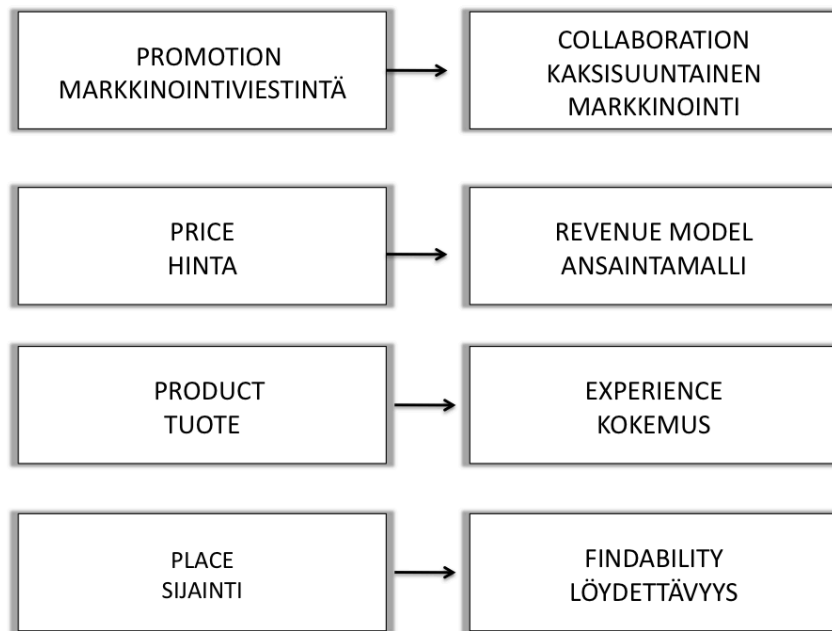 PROMOTION
MARKKINOINTIVIESTINTÄ
COLLABORATION
KAKSISUUNTAINEN
MARKKINOINTI
PRICE
HINTA
REVENUE MODEL
ANSAINTAMALLI
PRODUCT
TUOTE
EXPERIENCE
KOKEMUS
PLACE
SIJAINTI
FINDABILITY
LÖYDETTÄVYYS